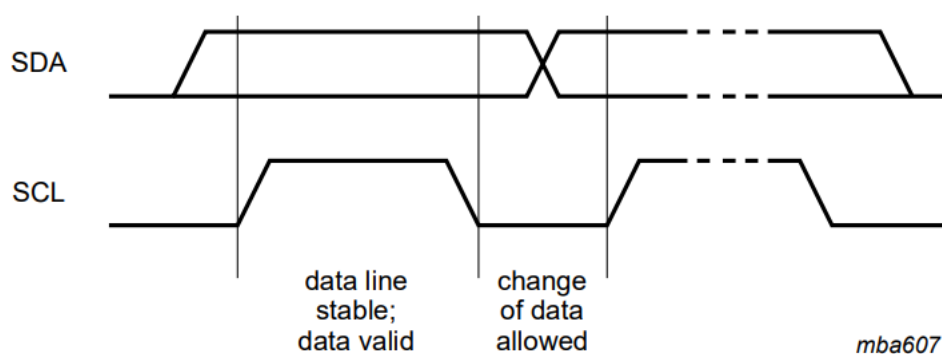 SDA
SCL
data line
stable;
data valid
change
of data
allowed
mba607